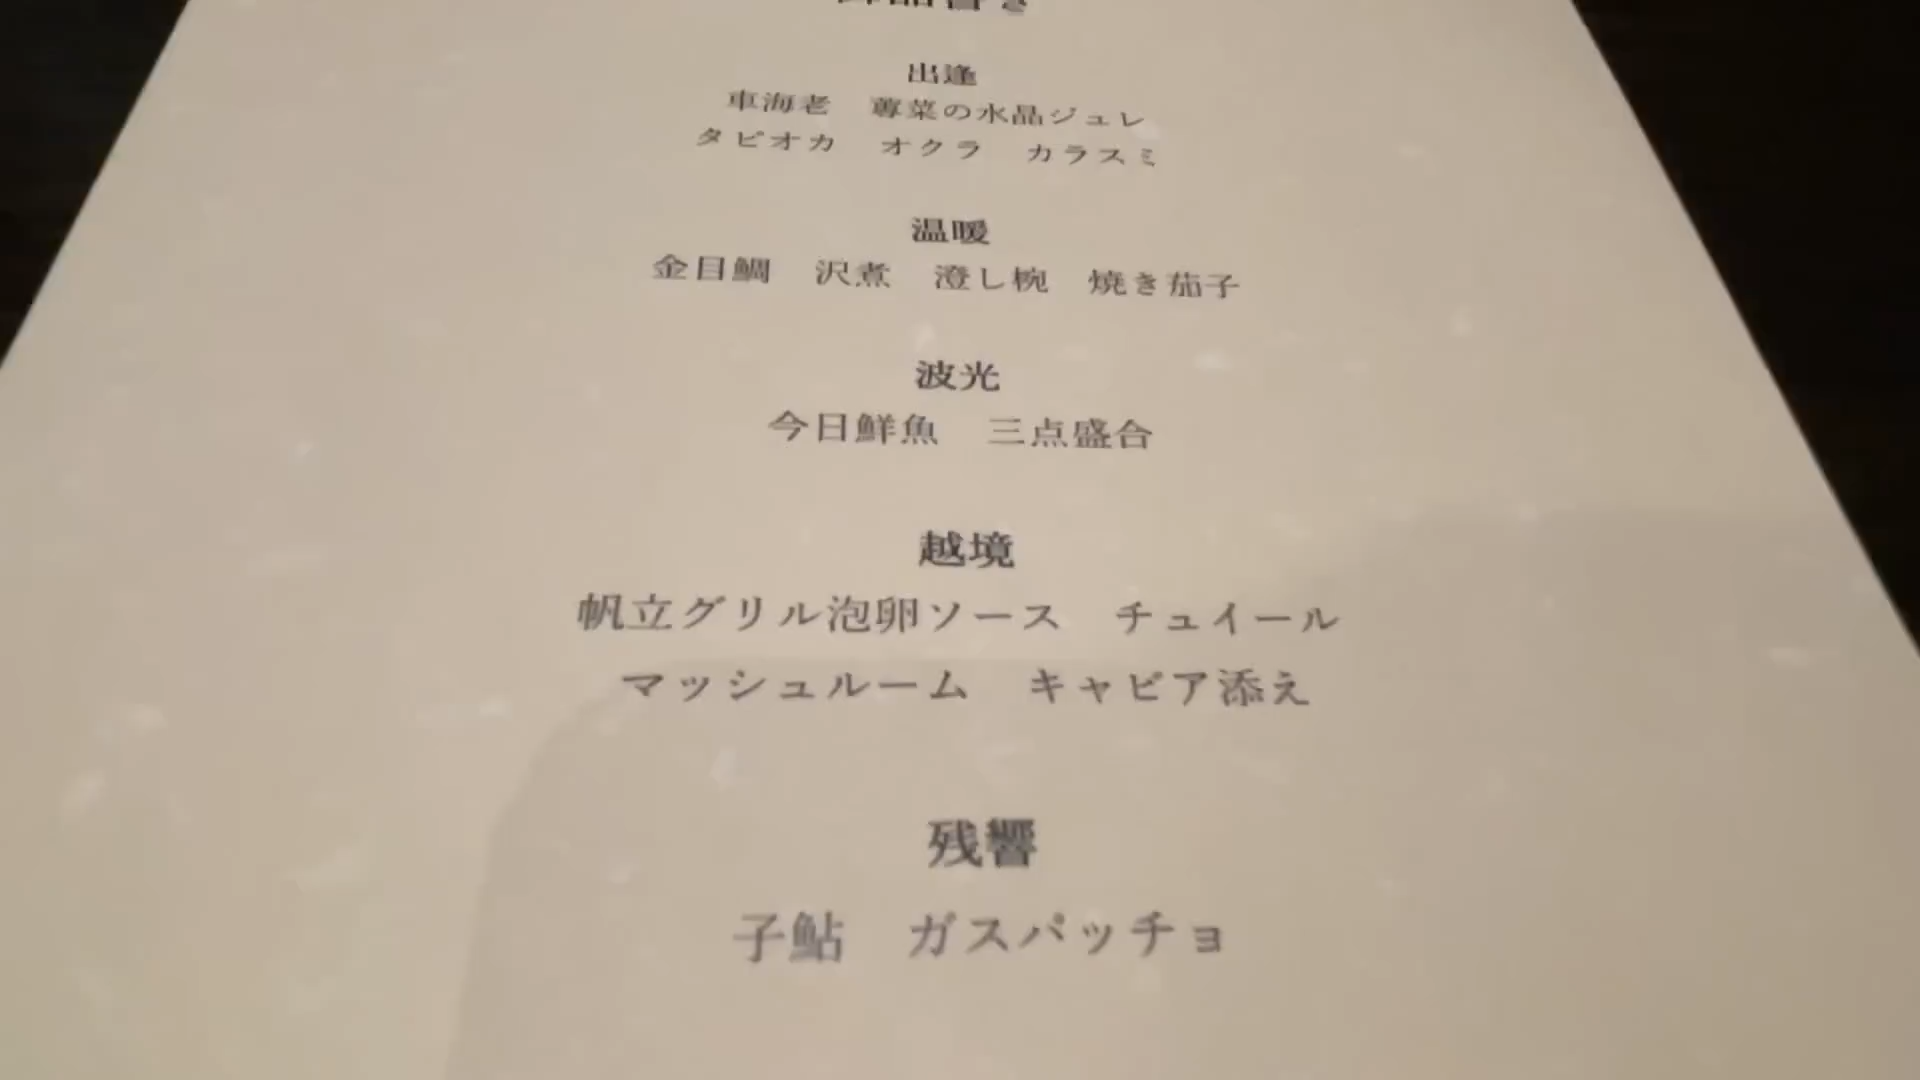 御品書き
出逢
車海老　蓴菜の水晶ジュレ
タピオカ　オクラ　カラスミ
温暖
金目鯛　沢煮　澄し椀　焼き茄子
波光
今日鮮魚　三点盛合
越境
帆立グリル泡卵ソース　チュイール
マッシュルーム　キャビア添え
残響
子鮎　ガスパッチョ